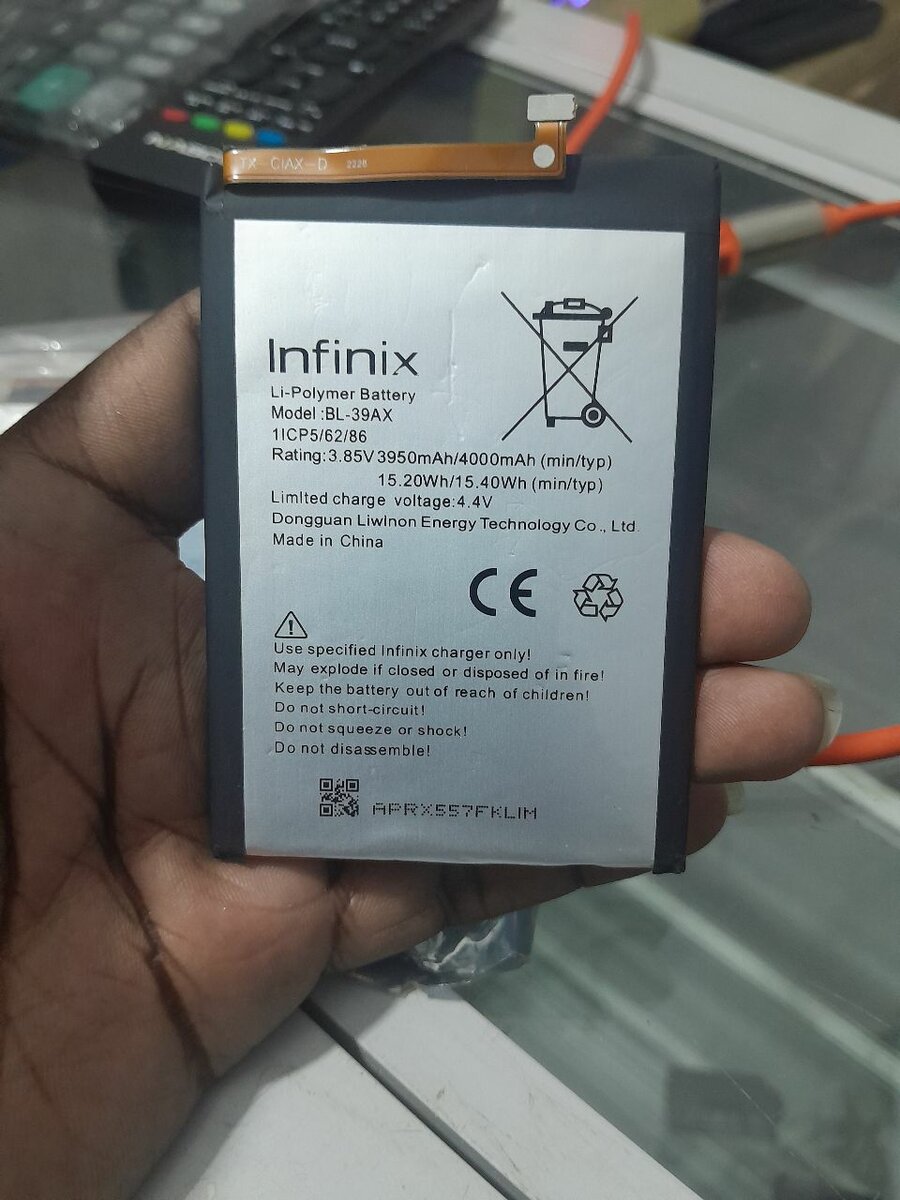 TX-CIAX-D 2228
Infinix
Li-Polymer Battery
Model :BL-39AX
1ICP5/62/86
Rating:3.85V 3950mAh/4000mAh (min/typ)
15.20Wh/15.40Wh (min/typ)
Limlted charge voltage:4.4V
Dongguan Liwlnon Energy Technology Co., Ltd.
Made in China
CE
Use specified Infinix charger only!
May explode if closed or disposed of in fire!
Keep the battery out of reach of children!
Do not short-circuit!
Do not squeeze or shock!
Do not disassemble!
APRX557FKLIM